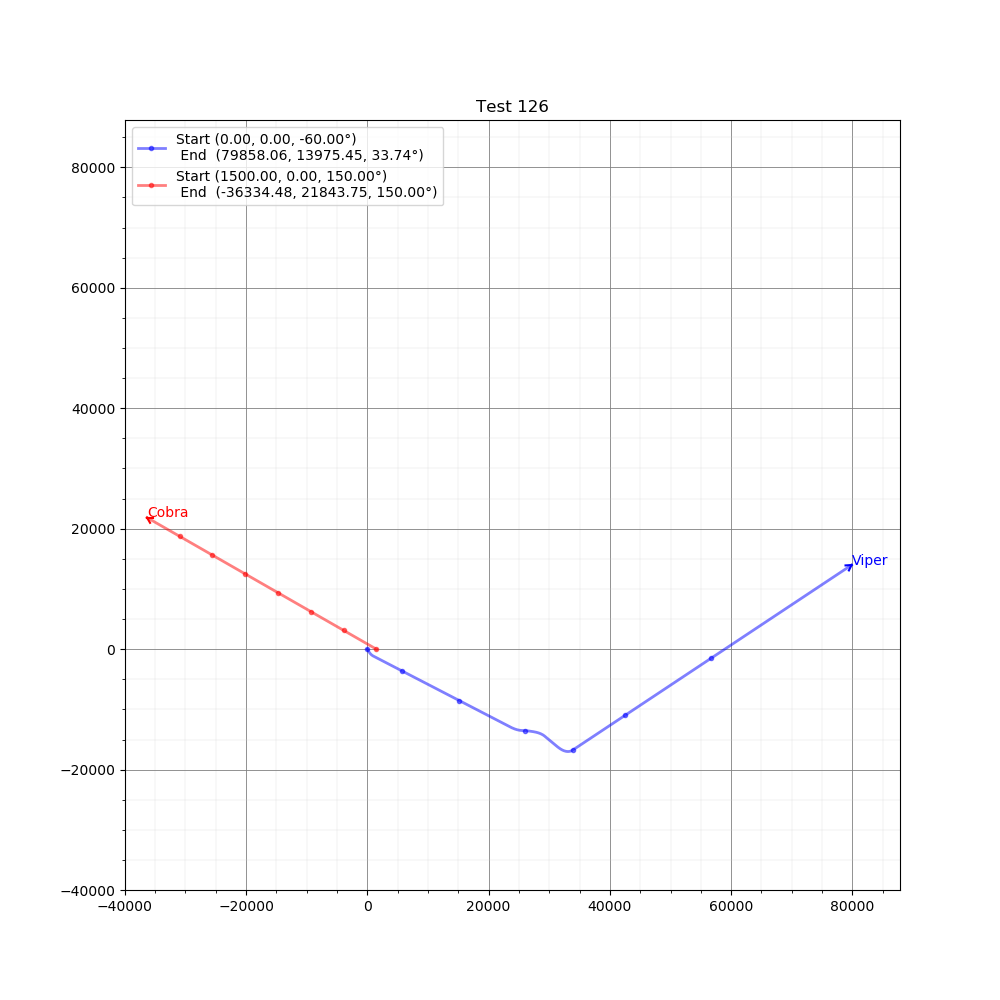 Test 126
Start (0.00, 0.00, -60.00°)
End (79858.06, 13975.45, 33.74°)
Start (1500.00, 0.00, 150.00°)
End (-36334.48, 21843.75, 150.00°)
80000
60000
40000
20000
0
−20000
−40000
Cobra
Viper
−40000
−20000
0
20000
40000
60000
80000